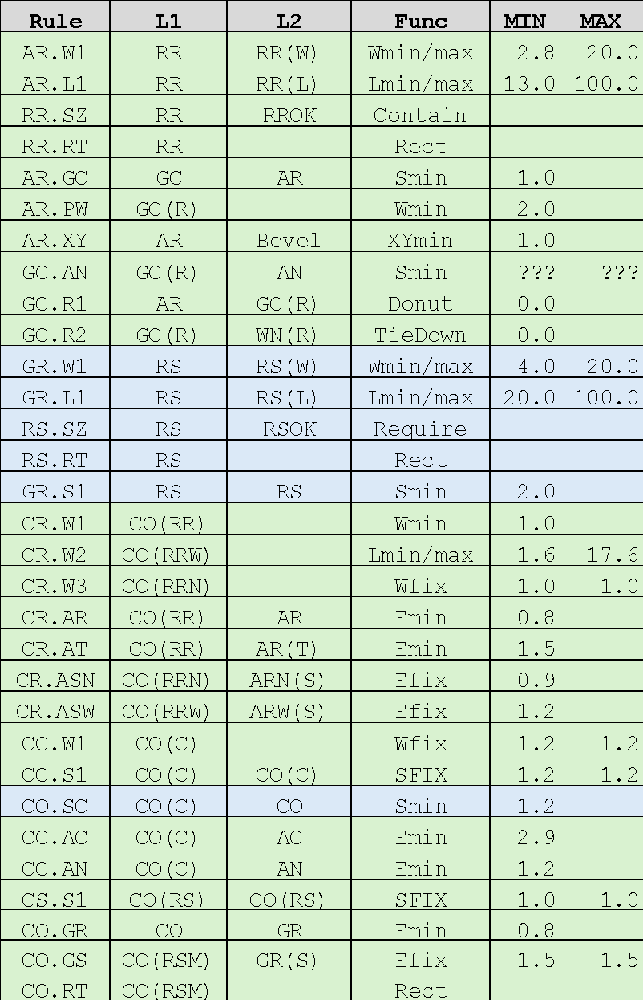 Rule L1 L2 Func MIN MAX
AR.W1 RR RR(W) Wmin/max 2.8 20.0
AR.L1 RR RR(L) Lmin/max 13.0 100.0
RR.SZ RR RROK Contain
RR.RT RR Rect
AR.GC GC AR Smin 1.0
AR.PW GC(R) Wmin 2.0
AR.XY AR Bevel XYmin 1.0
GC.AN GC(R) AN Smin ??? ???
GC.R1 AR GC(R) Donut 0.0
GC.R2 GC(R) WN(R) TieDown 0.0
GR.W1 RS RS(W) Wmin/max 4.0 20.0
GR.L1 RS RS(L) Lmin/max 20.0 100.0
RS.SZ RS RSOK Require
RS.RT RS Rect
GR.S1 RS RS Smin 2.0
CR.W1 CO(RR) Wmin 1.0
CR.W2 CO(RRW) Lmin/max 1.6 17.6
CR.W3 CO(RRN) Wfix 1.0 1.0
CR.AR CO(RR) AR Emin 0.8
CR.AT CO(RR) AR(T) Emin 1.5
CR.ASN CO(RRN) ARN(S) Efix 0.9
CR.ASW CO(RRW) ARW(S) Efix 1.2
CC.W1 CO(C) Wfix 1.2 1.2
CC.S1 CO(C) CO(C) SFIX 1.2 1.2
CO.SC CO(C) CO Smin 1.2
CC.AC CO(C) AC Emin 2.9
CC.AN CO(C) AN Emin 1.2
CS.S1 CO(RS) CO(RS) SFIX 1.0 1.0
CO.GR CO GR Emin 0.8
CO.GS CO(RSM) GR(S) Efix 1.5 1.5
CO.RT CO(RSM) Rect